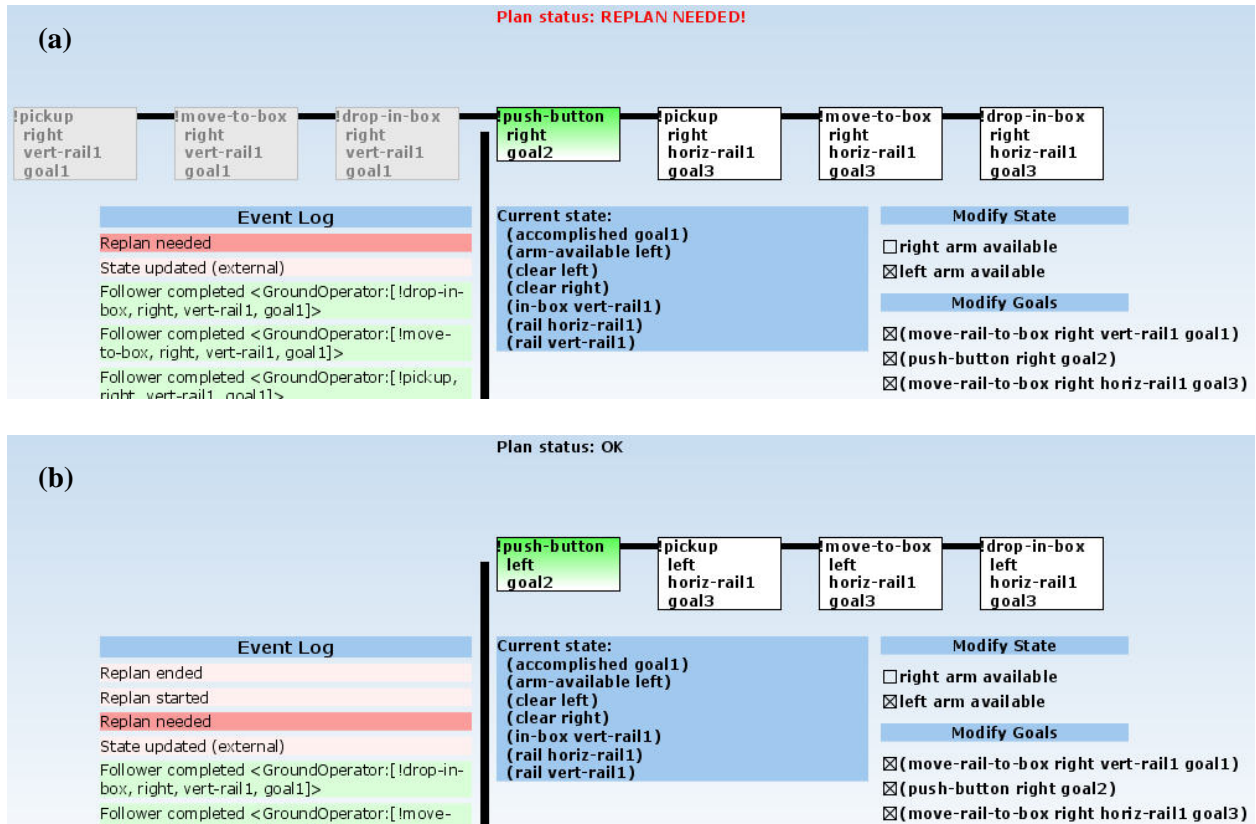 Plan status: REPLAN NEEDED!
(a)
!pickup
right
vert-rail1
goal1
!move-to-box
right
vert-rail1
goal1
!drop-in-box
right
vert-rail1
goal1
!push-button
right
goal2
!pickup
right
horiz-rail1
goal3
!move-to-box
right
horiz-rail1
goal3
!drop-in-box
right
horiz-rail1
goal3
Event Log
Replan needed
State updated (external)
Follower completed <GroundOperator:[!drop-in-
box, right, vert-rail1, goal1]>
Follower completed <GroundOperator:[!move-
to-box, right, vert-rail1, goal1]>
Follower completed <GroundOperator:[!pickup,
right, vert-rail1, goal1]>
Current state:
(accomplished goal1)
(arm-available left)
(clear left)
(clear right)
(in-box vert-rail1)
(rail horiz-rail1)
(rail vert-rail1)
Modify State
right arm available
left arm available
Modify Goals
(move-rail-to-box right vert-rail1 goal1)
(push-button right goal2)
(move-rail-to-box right horiz-rail1 goal3)
Plan status: OK
(b)
!push-button
left
goal2
!pickup
left
horiz-rail1
goal3
!move-to-box
left
horiz-rail1
goal3
!drop-in-box
left
horiz-rail1
goal3
Event Log
Replan ended
Replan started
Replan needed
State updated (external)
Follower completed <GroundOperator:[!drop-in-
box, right, vert-rail1, goal1]>
Follower completed <GroundOperator:[!move-
Current state:
(accomplished goal1)
(arm-available left)
(clear left)
(clear right)
(in-box vert-rail1)
(rail horiz-rail1)
(rail vert-rail1)
Modify State
right arm available
left arm available
Modify Goals
(move-rail-to-box right vert-rail1 goal1)
(push-button right goal2)
(move-rail-to-box right horiz-rail1 goal3)